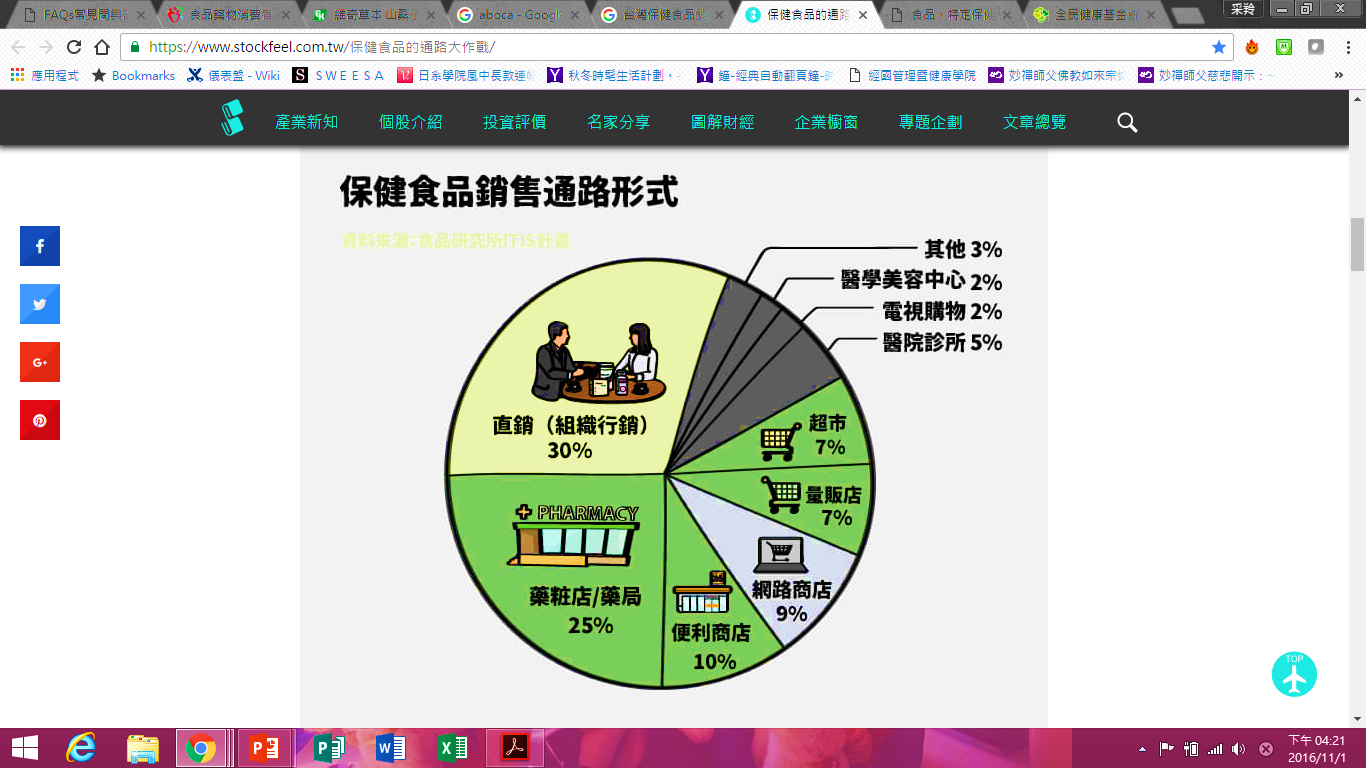 FAQs常見問與
食品藥物消費者
維奇草本 山藥子
aboca - Google
台灣保健食品
保健食品的通路
食品，特定保健
全民健康基金會
https://www.stockfeel.com.tw/保健食品的通路大作戰/
應用程式
Bookmarks
儀表盤 - Wiki
S W E E S A
日系學院風中長款連帽
秋冬時髦生活計劃。-
鐘-經典自動翻頁鐘-
經國管理暨健康學院
妙禪師父佛教如來宗
妙禪師父慈悲開示：
»
產業新知
個股介紹
投資評價
名家分享
圖解財經
企業櫥窗
專題企劃
文章總覽
保健食品銷售通路形式
資料來源:食品研究所ITIS計畫
其他 3%
醫學美容中心 2%
電視購物 2%
醫院診所 5%
直銷（組織行銷）
30%
超市
7%
量販店
7%
PHARMACY
網路商店
9%
藥粧店/藥局
25%
便利商店
10%
TOP
下午 04:21
2016/11/1